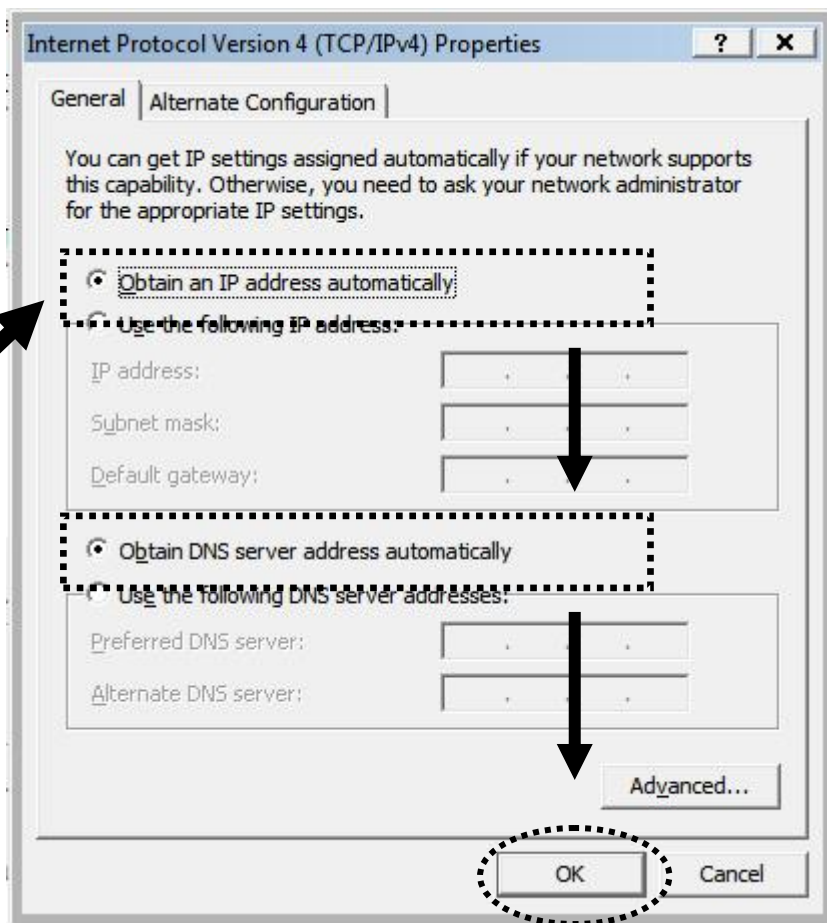 Internet Protocol Version 4 (TCP/IPv4) Properties
General
Alternate Configuration
You can get IP settings assigned automatically if your network supports
this capability. Otherwise, you need to ask your network administrator
for the appropriate IP settings.
Obtain an IP address automatically
Use the following IP address:
IP address:
Subnet mask:
Default gateway:
Obtain DNS server address automatically
Use the following DNS server addresses:
Preferred DNS server:
Alternate DNS server:
Advanced...
OK
Cancel